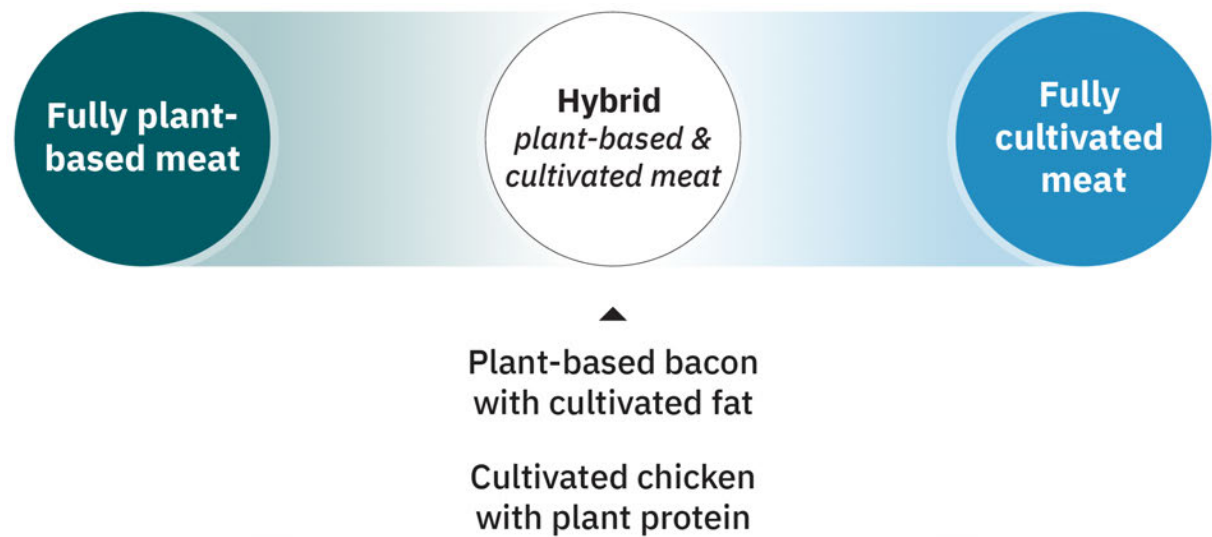 Fully plant-
based meat
Hybrid
plant-based &
cultivated meat
Fully
cultivated
meat
Plant-based bacon
with cultivated fat
Cultivated chicken
with plant protein